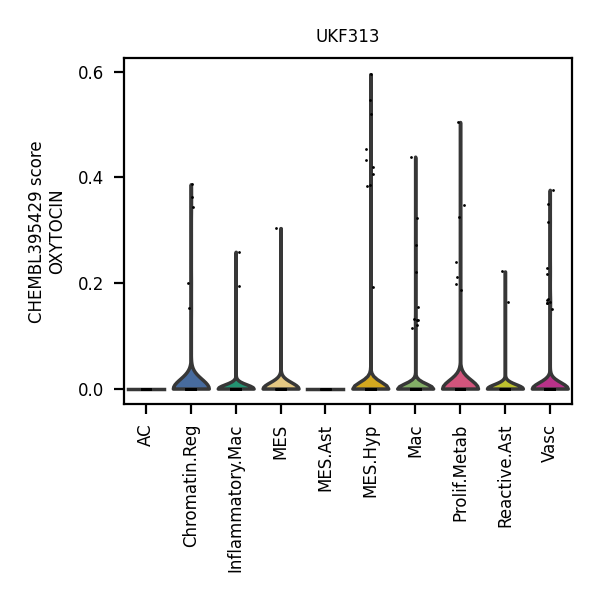 UKF313
CHEMBL395429 score
OXYTOCIN
0.6
0.4
0.2
0.0
AC
Chromatin.Reg
Inflammatory.Mac
MES
MES.Ast
MES.Hyp
Mac
Prolif.Metab
Reactive.Ast
Vasc